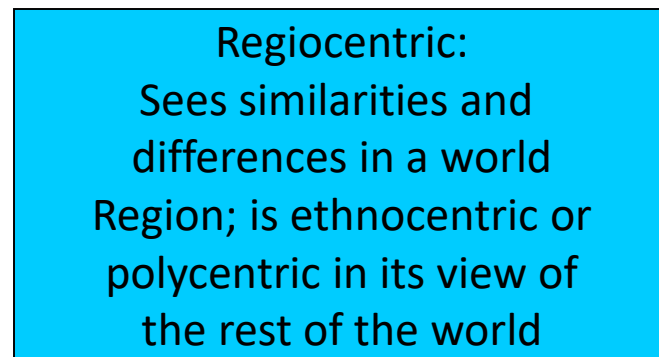 Regiocentric:
Sees similarities and
differences in a world
Region; is ethnocentric or
polycentric in its view of
the rest of the world